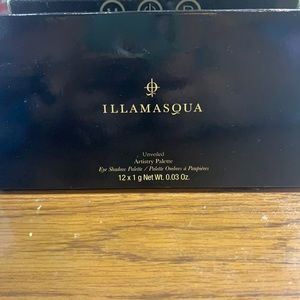 ILLAMASQUA
Unveiled
Artistry Palette
Eye Shadow Palette / Palette Ombres à Paupières
12 x 1 g Net Wt. 0.03 Oz.